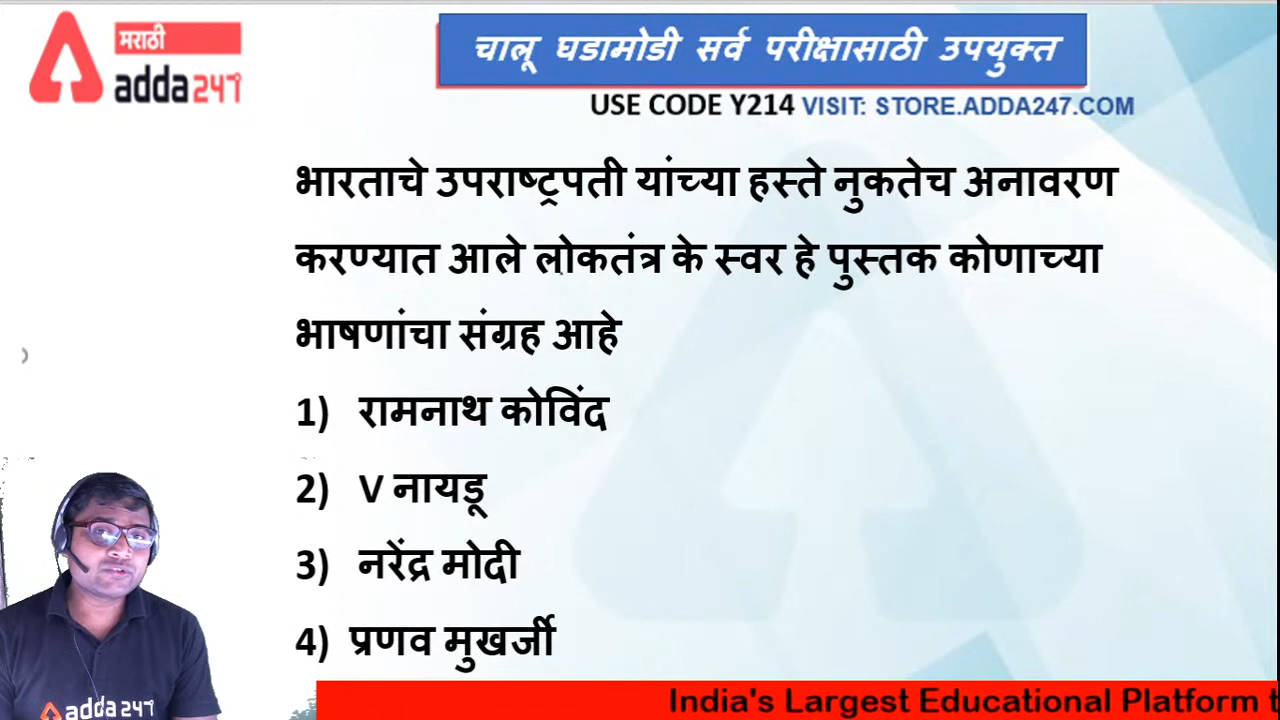 मराठी
adda247
चालू घडामोडी सर्व परीक्षासाठी उपयुक्त
USE CODE Y214 VISIT: STORE.ADDA247.COM
भारताचे उपराष्ट्रपती यांच्या हस्ते नुकतेच अनावरण
करण्यात आले लोकतंत्र के स्वर हे पुस्तक कोणाच्या
भाषणांचा संग्रह आहे
1) रामनाथ कोविंद
2) V नायडू
3) नरेंद्र मोदी
4) प्रणव मुखर्जी
adda247
India's Largest Educational Platform t